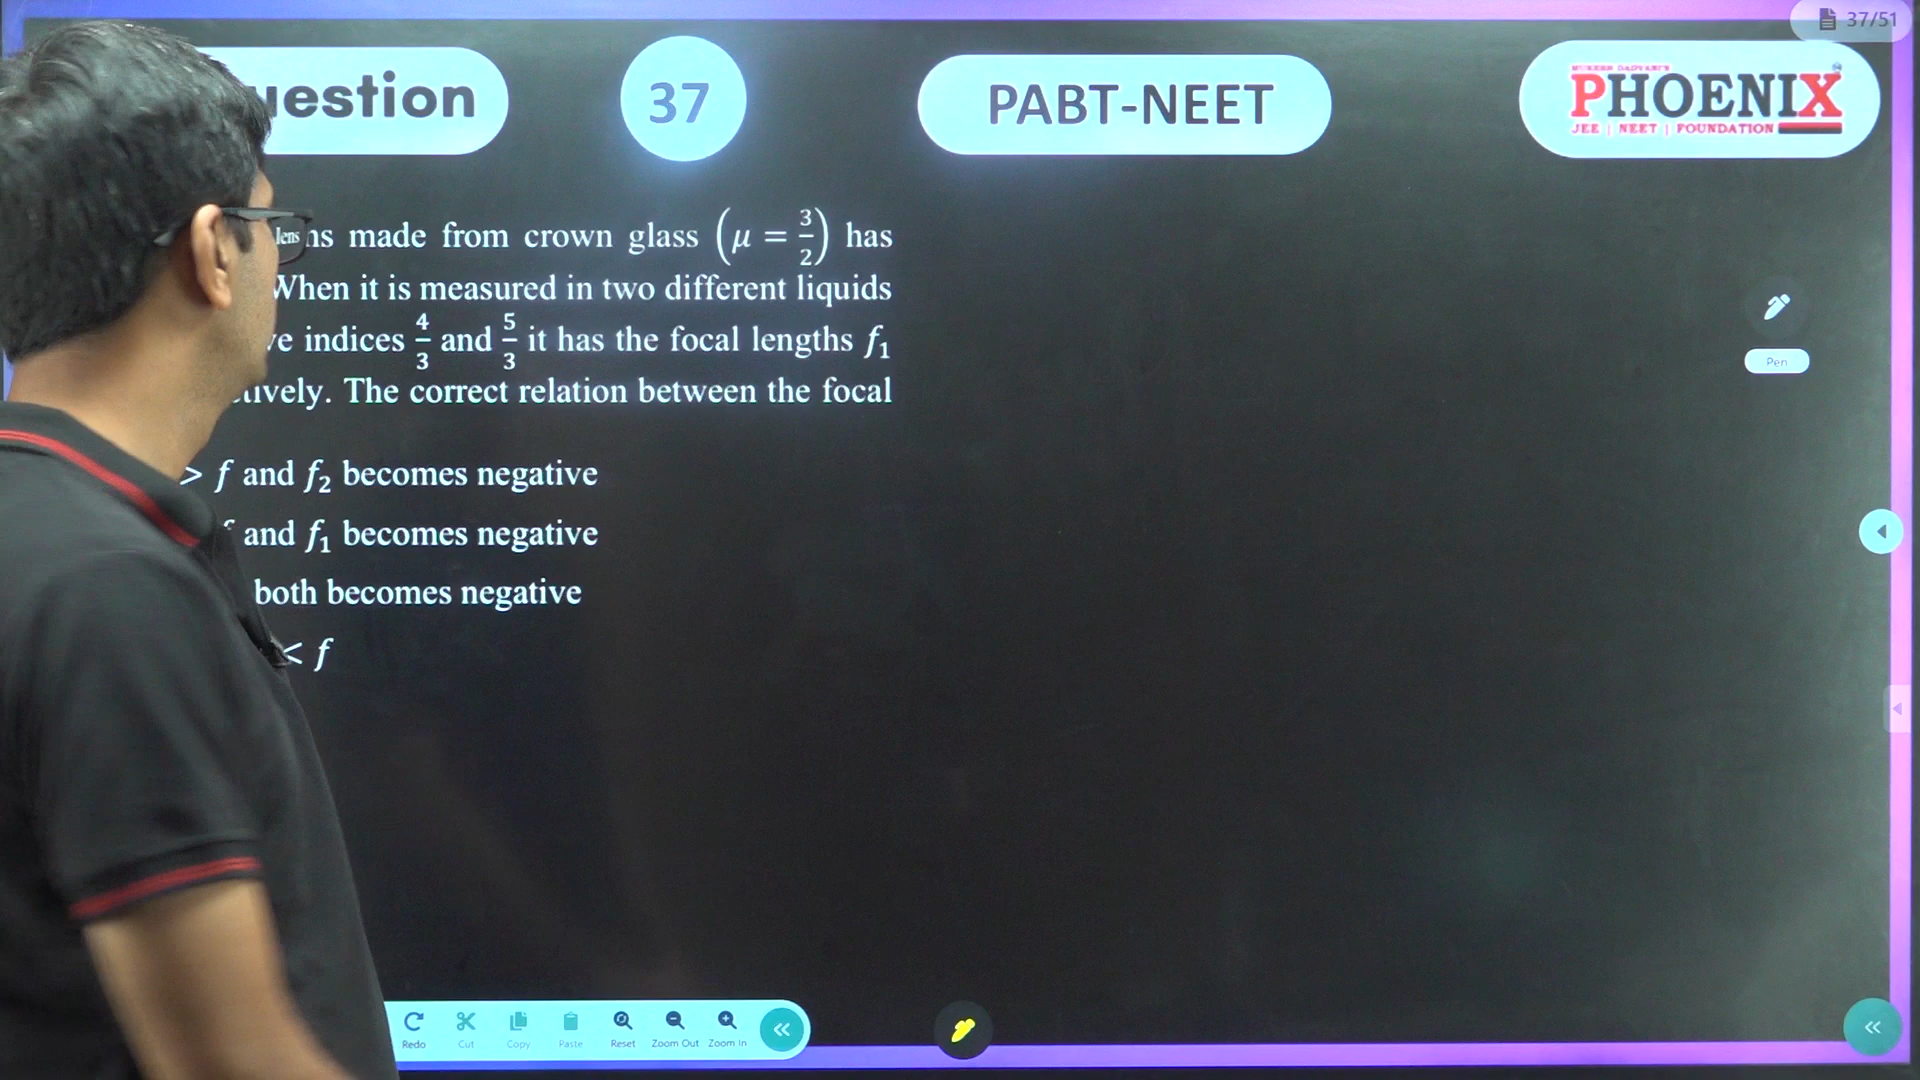 37/51
uestion
37
PABT-NEET
MUKESH DADVANI'S
PHOENIX
JEE | NEET | FOUNDATION
lens ns made from crown glass (μ = 3/2) has
When it is measured in two different liquids
ve indices 4/3 and 5/3 it has the focal lengths f₁
tively. The correct relation between the focal
> f and f₂ becomes negative
f and f₁ becomes negative
both becomes negative
< f
Pen
Redo
Cut
Copy
Paste
Reset
Zoom Out
Zoom In